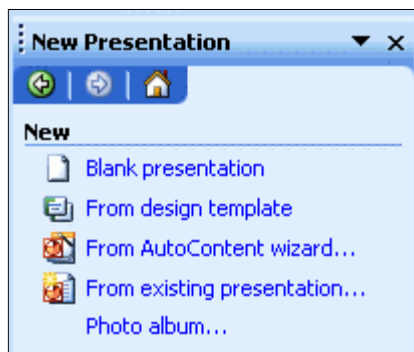 New Presentation
New
Blank presentation
From design template
From AutoContent wizard...
From existing presentation...
Photo album...